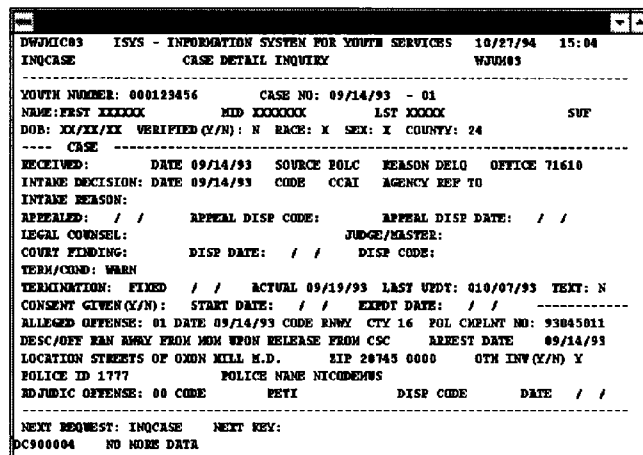 DWJMIC03 ISYS - INFORMATION SYSTEM FOR YOUTH SERVICES 10/27/94 15:04
INQCASE CASE DETAIL INQUIRY WJUM03
YOUTH NUMBER: 000123456 CASE NO: 09/14/93 - 01
NAME: FRST XXXXXX MID XXXXXXX LST XXXXX SUF
DOB: XX/XX/XX VERIFIED(Y/N): N RACE: X SEX: X COUNTY: 24
---- CASE ----
RECEIVED: DATE 09/14/93 SOURCE POLC REASON DELQ OFFICE 71610
INTAKE DECISION: DATE 09/14/93 CODE CCAI AGENCY REF TO
INTAKE REASON:
APPEALED: / / APPEAL DISP CODE: APPEAL DISP DATE: / /
LEGAL COUNSEL: JUDGE/MASTER:
COURT FINDING: DISP DATE: / / DISP CODE:
TERM/COND: WARN
TERMINATION: FIXED / / ACTUAL 09/19/93 LAST UPDT: 010/07/93 TEXT: N
CONSENT GIVEN(Y/N): START DATE: / / EXPDT DATE: / / ------------
ALLEGED OFFENSE: 01 DATE 09/14/93 CODE RNWY CTY 16 POL CMPLNT NO: 93045011
DESC/OFF RAN AWAY FROM MOM UPON RELEASE FROM CSC ARREST DATE 09/14/93
LOCATION STREETS OF OXON HILL M.D. ZIP 20745 0000 OTH INV(Y/N) Y
POLICE ID 1777 POLICE NAME NICODEMUS
ADJUDIC OFFENSE: 00 CODE PETI DISP CODE DATE / /
NEXT REQUEST: INQCASE NEXT KEY:
DC900004 NO MORE DATA